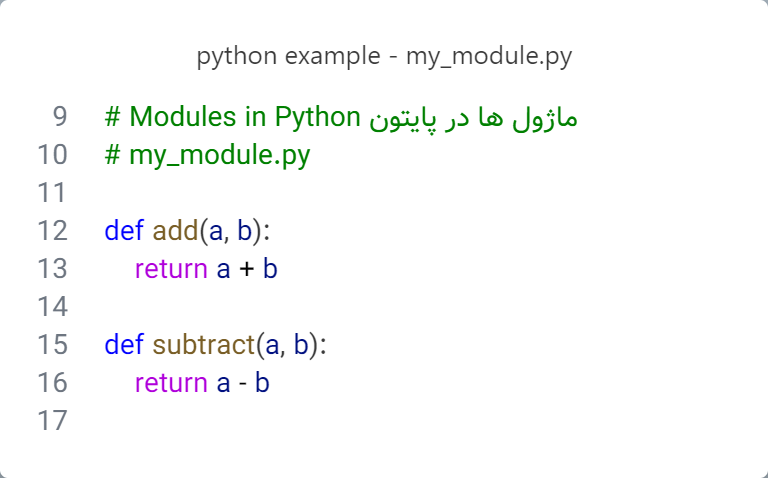 python example - my_module.py
9 # Modules in Python ماژول ها در پایتون
10 # my_module.py
11
12 def add(a, b):
13     return a + b
14
15 def subtract(a, b):
16     return a - b
17